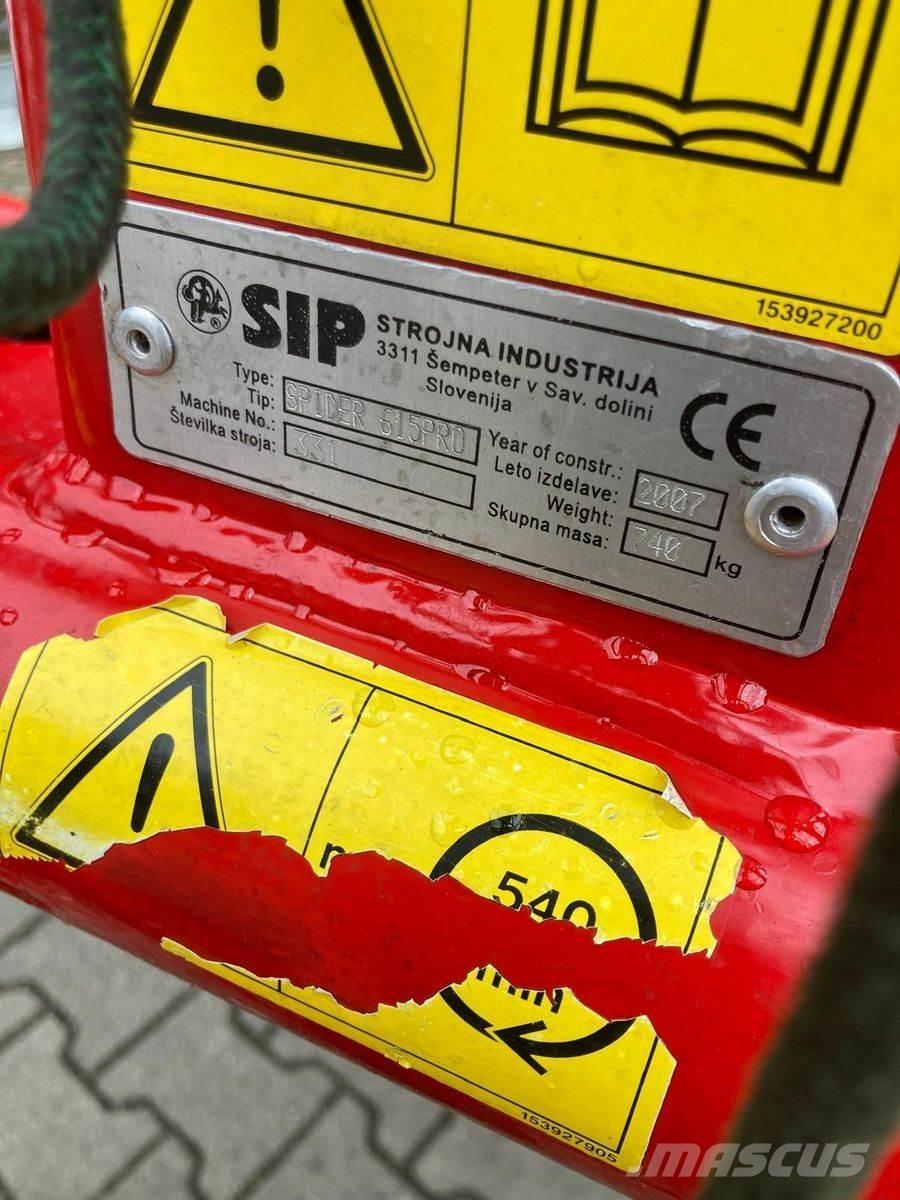 153927200
SIP
STROJNA INDUSTRIJA
3311 Šempeter v Sav. dolini
Slovenija
CE
Type:
Tip:
SPIDER 615PRO
Machine No.:
Številka stroja:
331
Year of constr.:
Leto izdelave:
2007
Weight:
Skupna masa:
740
kg
540
min
153927905
MASCUS